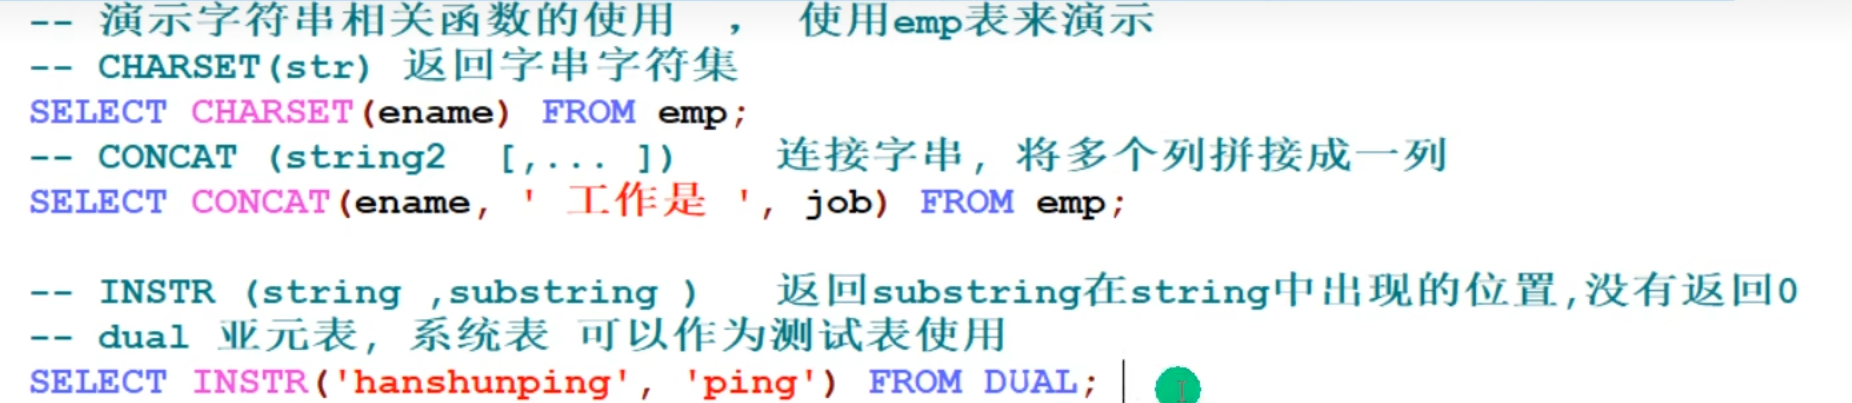 -- 演示字符串相关函数的使用 ， 使用emp表来演示
-- CHARSET(str) 返回字串字符集
SELECT CHARSET(ename) FROM emp;
-- CONCAT (string2 [,... ]) 连接字串, 将多个列拼接成一列
SELECT CONCAT(ename, ' 工作是 ', job) FROM emp;
-- INSTR (string ,substring ) 返回substring在string中出现的位置,没有返回0
-- dual 亚元表, 系统表 可以作为测试表使用
SELECT INSTR('hanshunping', 'ping') FROM DUAL;